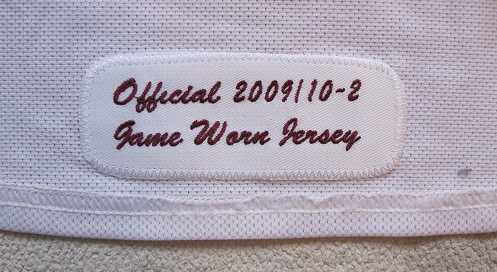 Official 2009/10-2
Game Worn Jersey